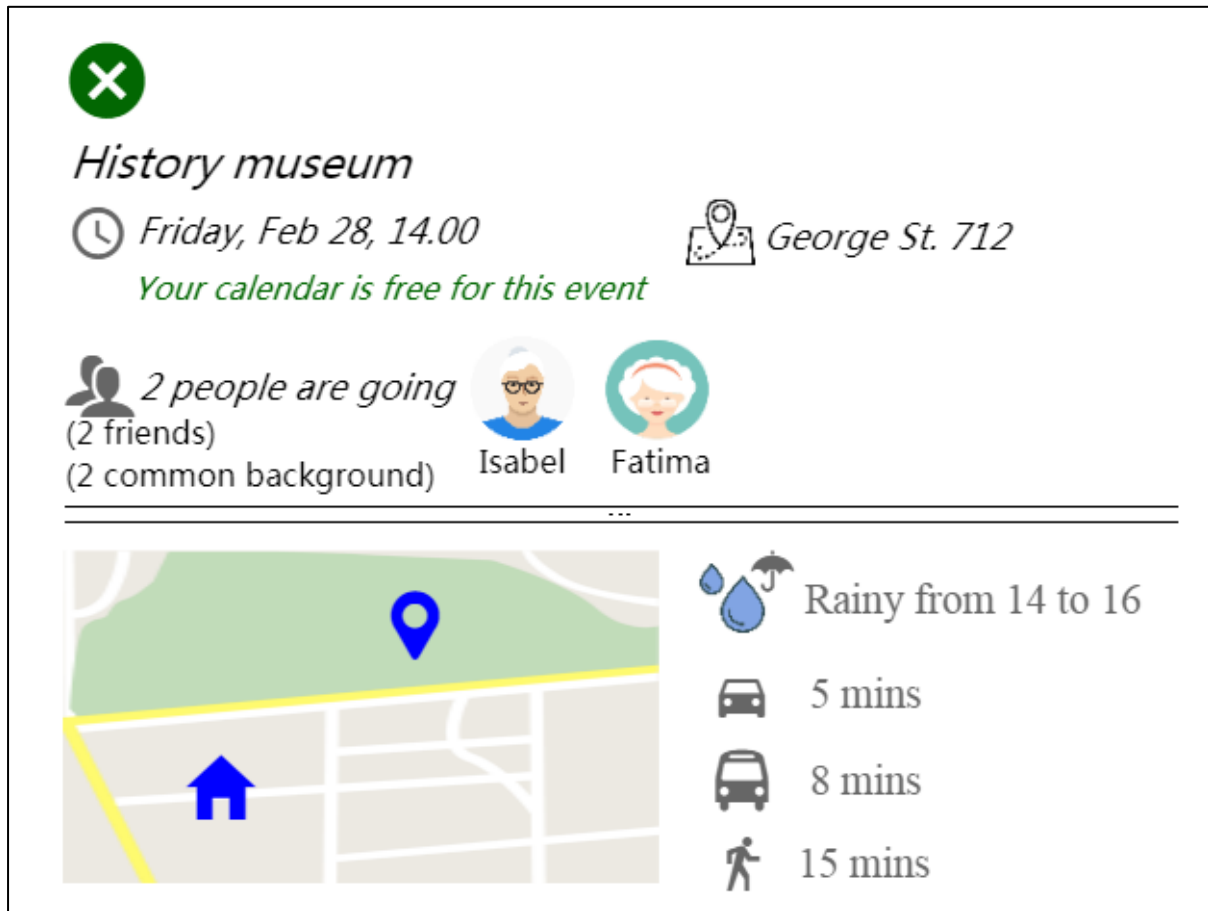 History museum
Friday, Feb 28, 14.00
George St. 712
Your calendar is free for this event
2 people are going
(2 friends)
(2 common background)
Isabel
Fatima
...
Rainy from 14 to 16
5 mins
8 mins
15 mins